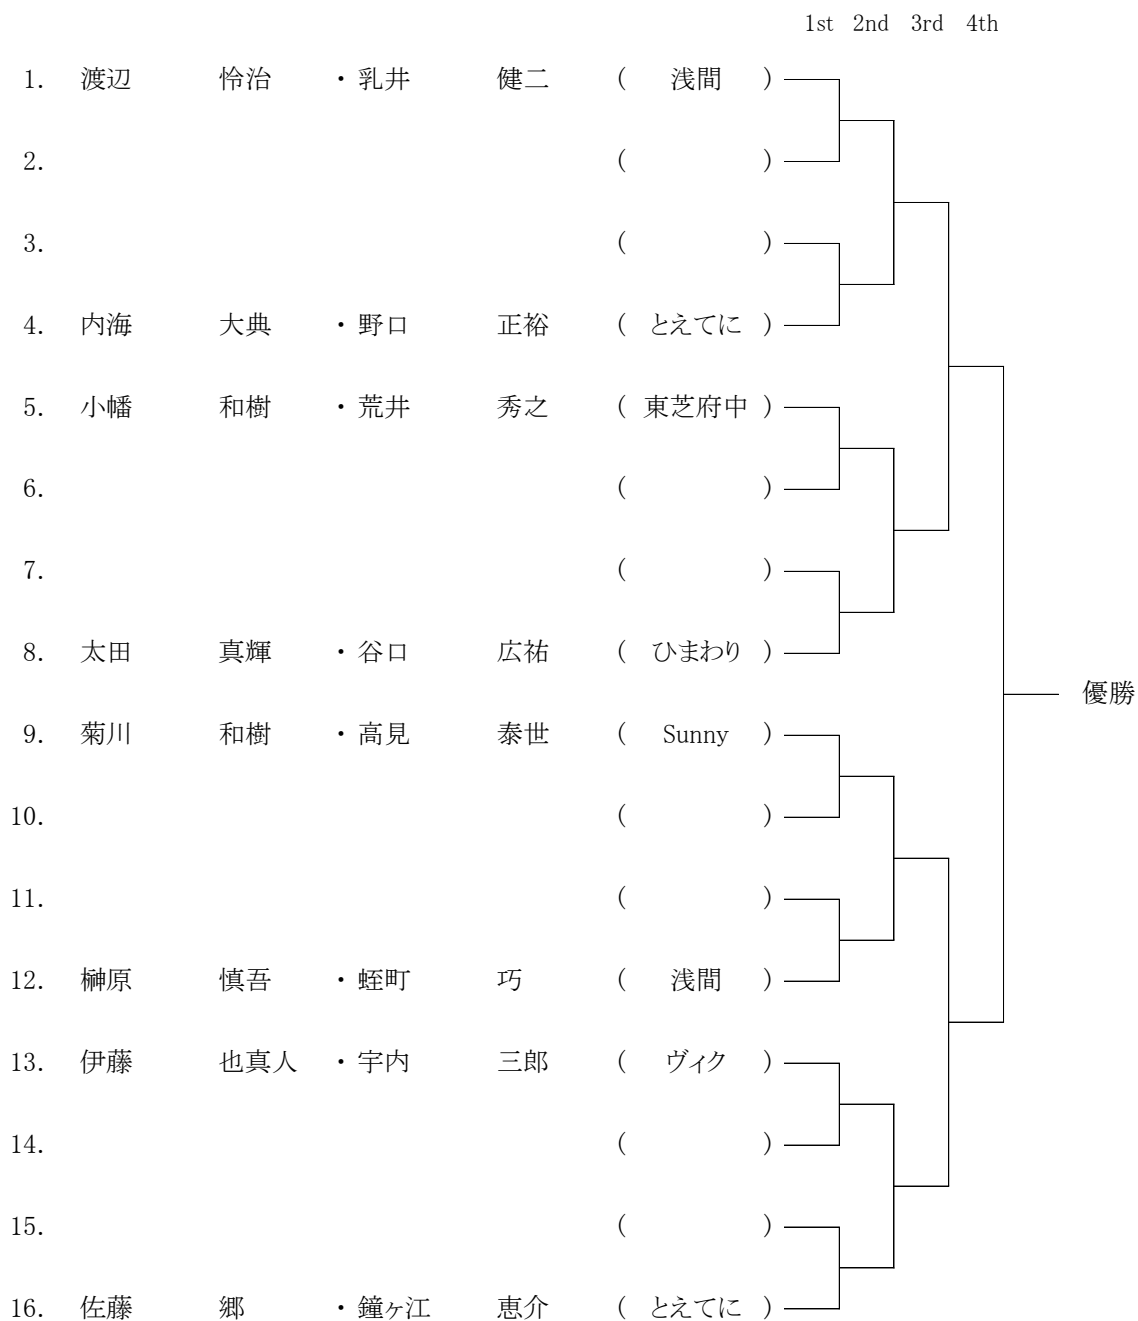 1st 2nd 3rd 4th
1. 渡辺 怜治 ・ 乳井 健二 ( 浅間 )
2. ( )
3. ( )
4. 内海 大典 ・ 野口 正裕 ( とえてに )
5. 小幡 和樹 ・ 荒井 秀之 ( 東芝府中 )
6. ( )
7. ( )
8. 太田 真輝 ・ 谷口 広祐 ( ひまわり )
優勝
9. 菊川 和樹 ・ 高見 泰世 ( Sunny )
10. ( )
11. ( )
12. 榊原 慎吾 ・ 蛭町 巧 ( 浅間 )
13. 伊藤 也真人 ・ 宇内 三郎 ( ヴィク )
14. ( )
15. ( )
16. 佐藤 郷 ・ 鐘ヶ江 恵介 ( とえてに )